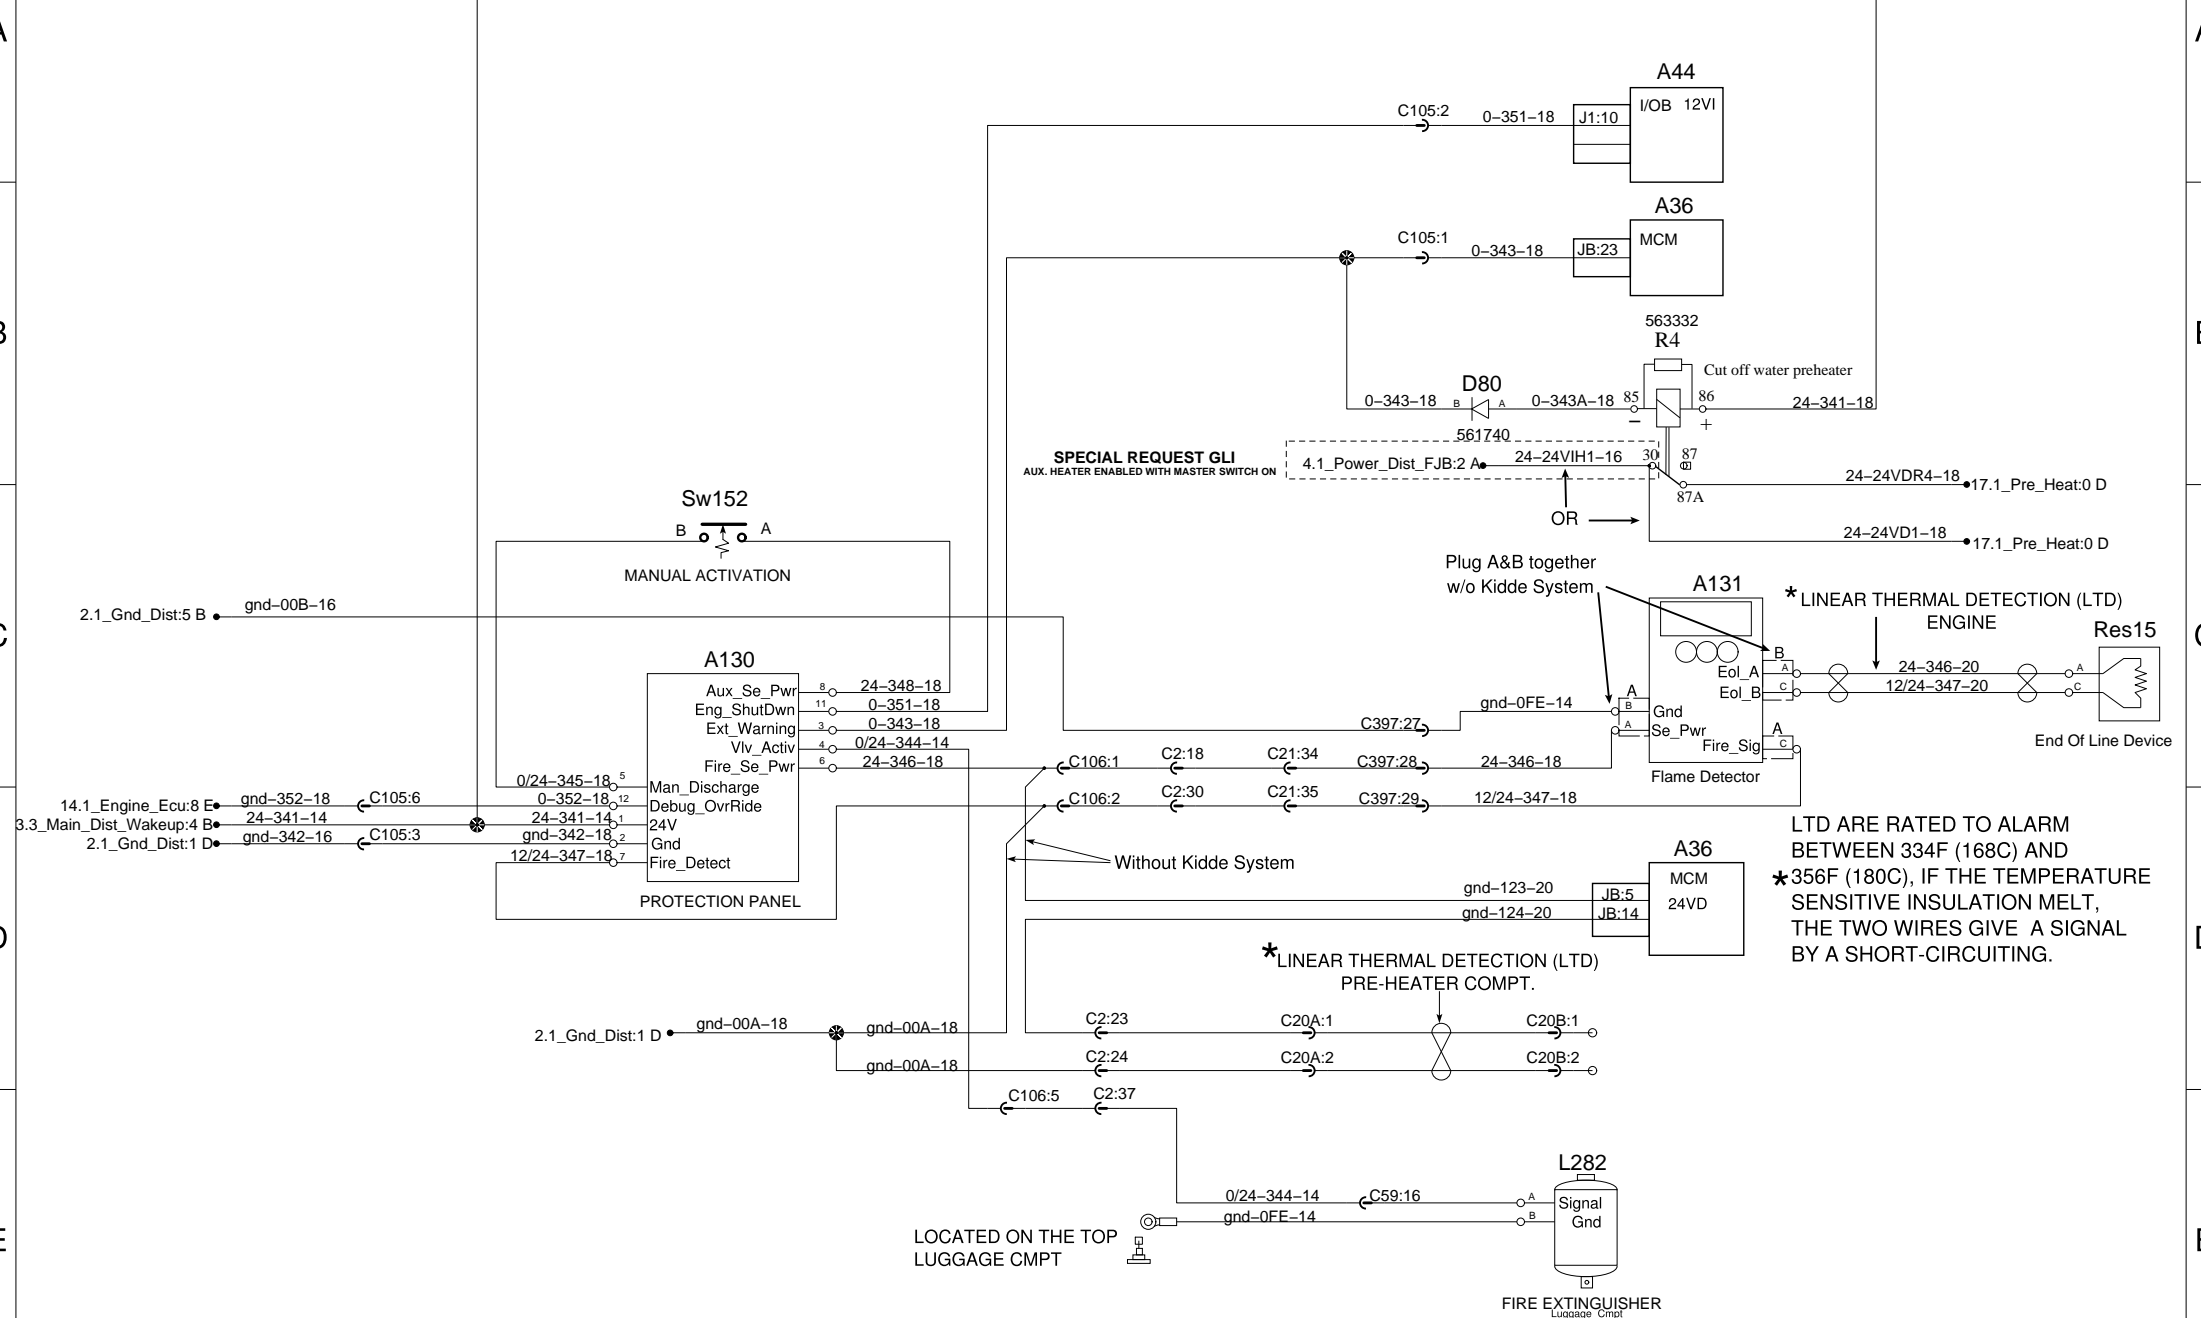 A
A
A44
I/OB 12VI
C105:2
0-351-18
J1:10
A36
MCM
C105:1
0-343-18
JB:23
B
563332
R4
Cut off water preheater
D80
0-343-18
B
A
0-343A-18
85
86
24-341-18
−
+
561740
SPECIAL REQUEST GLI
AUX. HEATER ENABLED WITH MASTER SWITCH ON
4.1_Power_Dist_FJB:2 A
24-24VIH1-16
30
87
87A
24-24VDR4-18
17.1_Pre_Heat:0 D
OR
24-24VD1-18
17.1_Pre_Heat:0 D
Sw152
B
A
MANUAL ACTIVATION
Plug A&B together
w/o Kidde System
A131
*LINEAR THERMAL DETECTION (LTD)
ENGINE
Res15
2.1_Gnd_Dist:5 B
gnd-00B-16
C
A130
Aux_Se_Pwr
8
24-348-18
Eng_ShutDwn
11
0-351-18
Ext_Warning
3
0-343-18
Vlv_Activ
4
0/24-344-14
Fire_Se_Pwr
6
24-346-18
B
Eol_A
A
24-346-20
A
Eol_B
C
12/24-347-20
C
gnd-0FE-14
A
B
Gnd
C397:27
A
Se_Pwr
A
Fire_Sig
C
End Of Line Device
Flame Detector
C106:1
C2:18
C21:34
C397:28
24-346-18
C106:2
C2:30
C21:35
C397:29
12/24-347-18
0/24-345-18
5
Man_Discharge
14.1_Engine_Ecu:8 E
gnd-352-18
C105:6
0-352-18
12
Debug_OvrRide
3.3_Main_Dist_Wakeup:4 B
24-341-14
24-341-14
1
24V
2.1_Gnd_Dist:1 D
gnd-342-16
C105:3
gnd-342-18
2
Gnd
12/24-347-18
7
Fire_Detect
PROTECTION PANEL
Without Kidde System
A36
MCM
24VD
gnd-123-20
JB:5
gnd-124-20
JB:14
LTD ARE RATED TO ALARM
BETWEEN 334F (168C) AND
*356F (180C), IF THE TEMPERATURE
SENSITIVE INSULATION MELT,
THE TWO WIRES GIVE A SIGNAL
BY A SHORT-CIRCUITING.
D
*LINEAR THERMAL DETECTION (LTD)
PRE-HEATER COMPT.
2.1_Gnd_Dist:1 D
gnd-00A-18
gnd-00A-18
C2:23
C20A:1
C20B:1
gnd-00A-18
C2:24
C20A:2
C20B:2
C106:5
C2:37
L282
0/24-344-14
C59:16
A
Signal
gnd-0FE-14
B
Gnd
LOCATED ON THE TOP
LUGGAGE CMPT
E
FIRE EXTINGUISHER
Luggage Cmpt